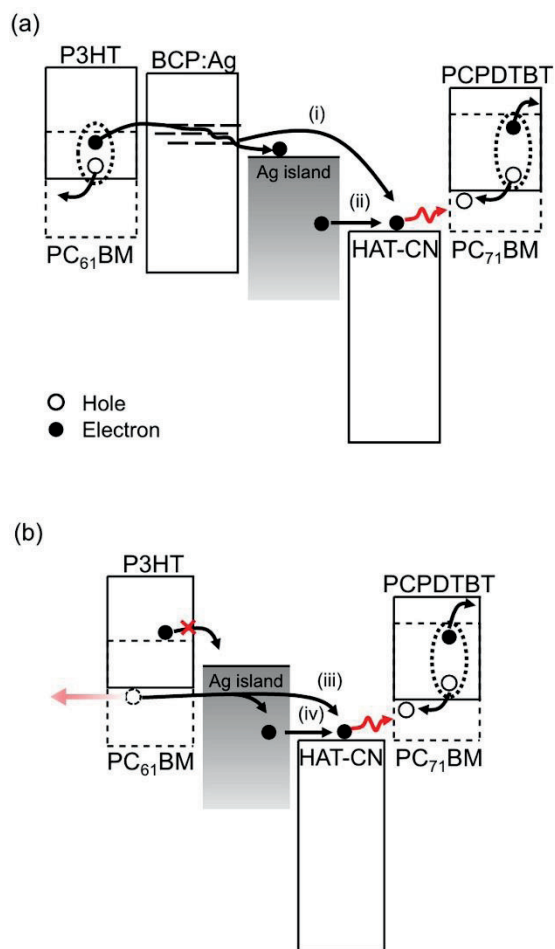 (a)
P3HT
BCP:Ag
PCPDTBT
(i)
Ag island
(ii)
PC61BM
HAT-CN
PC71BM
Hole
Electron
(b)
P3HT
PCPDTBT
Ag island
(iii)
(iv)
PC61BM
HAT-CN
PC71BM